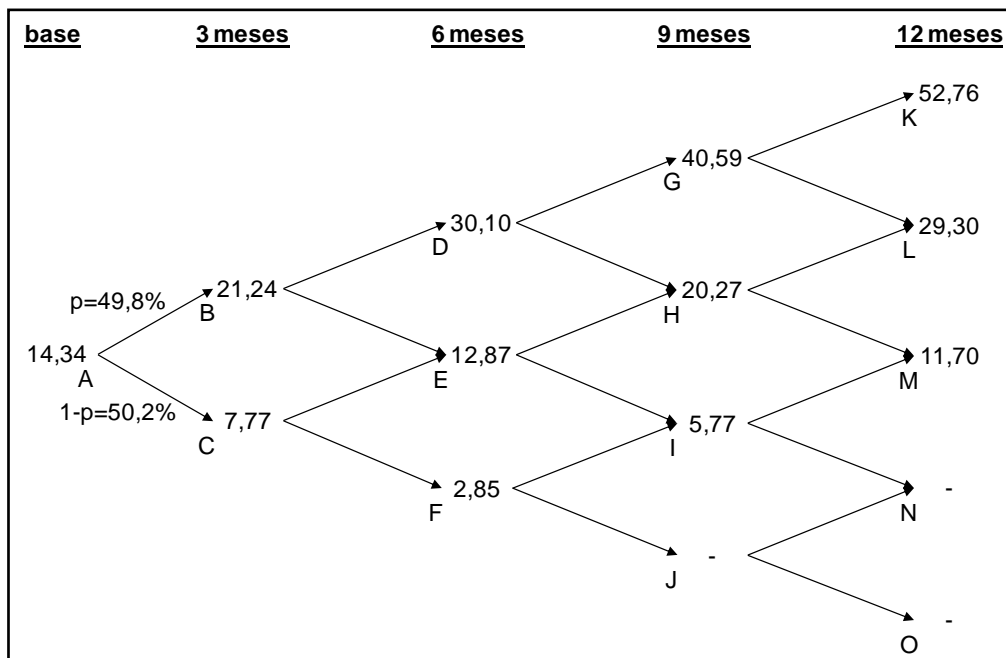 base 3 meses 6 meses 9 meses 12 meses
52,76
K
40,59
G
30,10
D
29,30
L
p=49,8%
21,24
B
20,27
H
14,34
A
12,87
E
11,70
M
1-p=50,2%
7,77
C
5,77
I
2,85
F
-
N
-
J
-
O